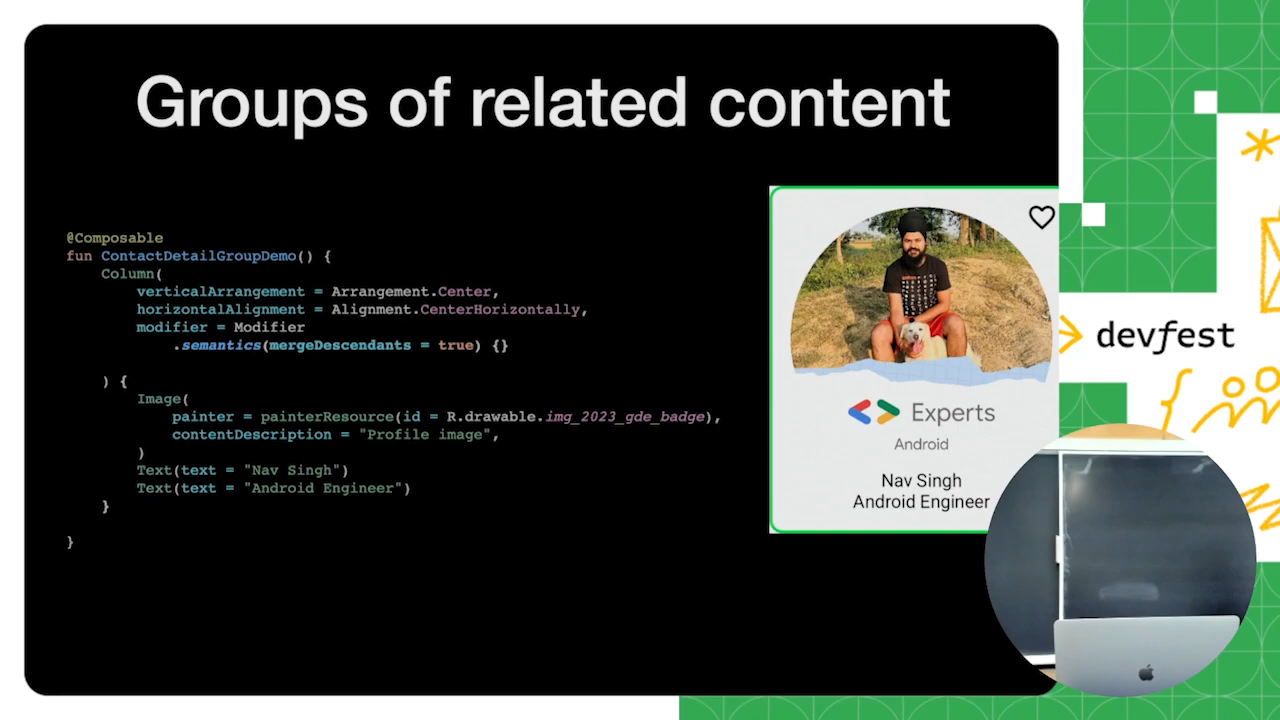 Groups of related content
@Composable
fun ContactDetailGroupDemo() {
    Column(
        verticalArrangement = Arrangement.Center,
        horizontalAlignment = Alignment.CenterHorizontally,
        modifier = Modifier
            .semantics(mergeDescendants = true) {}
    ) {
        Image(
            painter = painterResource(id = R.drawable.img_2023_gde_badge),
            contentDescription = "Profile image",
        )
        Text(text = "Nav Singh")
        Text(text = "Android Engineer")
    }
}
Experts
Android
Nav Singh
Android Engineer
devfest